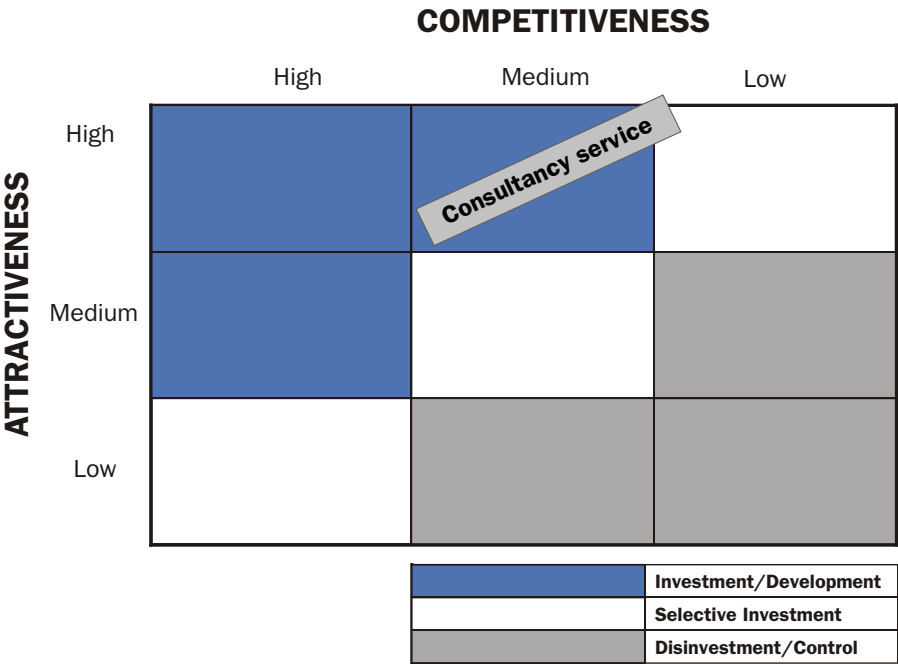 COMPETITIVENESS
High Medium Low
High
Consultancy service
ATTRACTIVENESS
Medium
Low
Investment/Development
Selective Investment
Disinvestment/Control